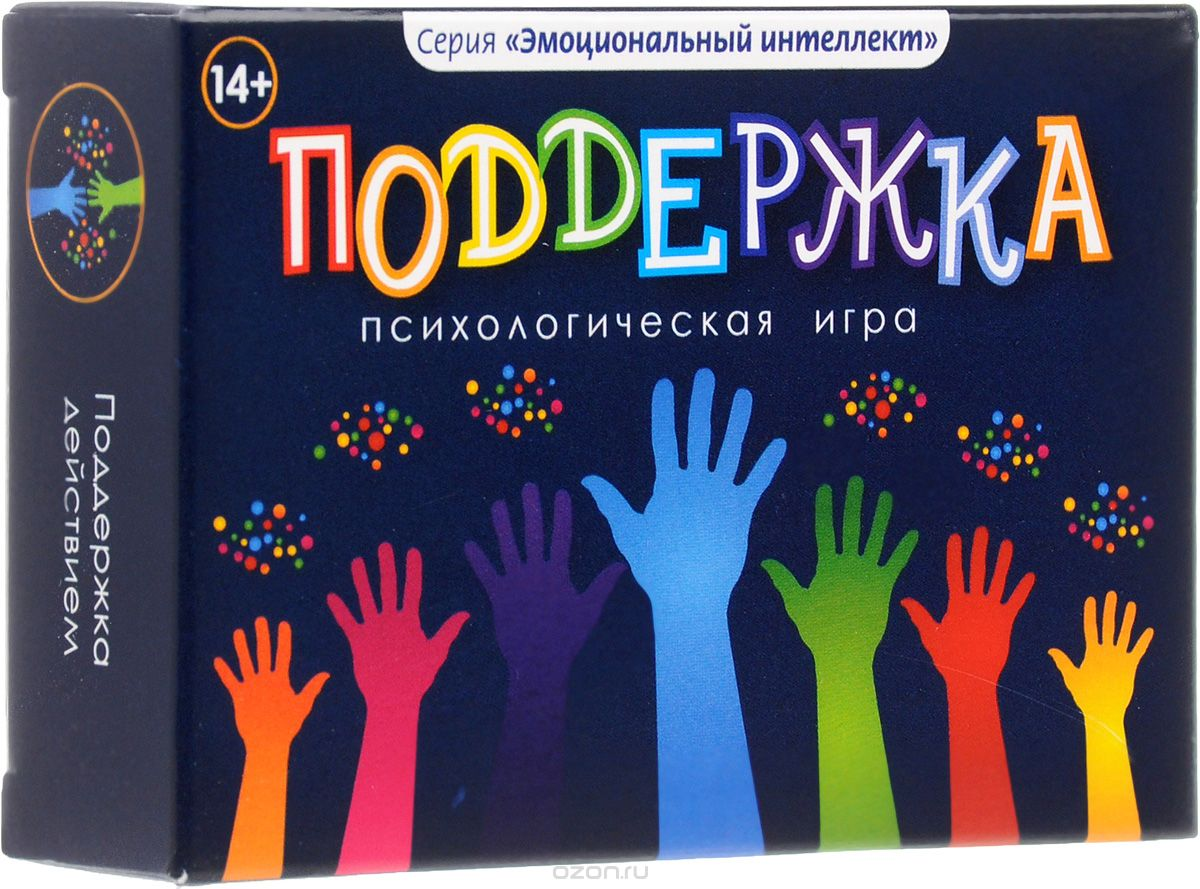 Серия «Эмоциональный интеллект»
14+
ПОДДЕРЖКА
психологическая игра
Поддержка
действием
ozon.ru